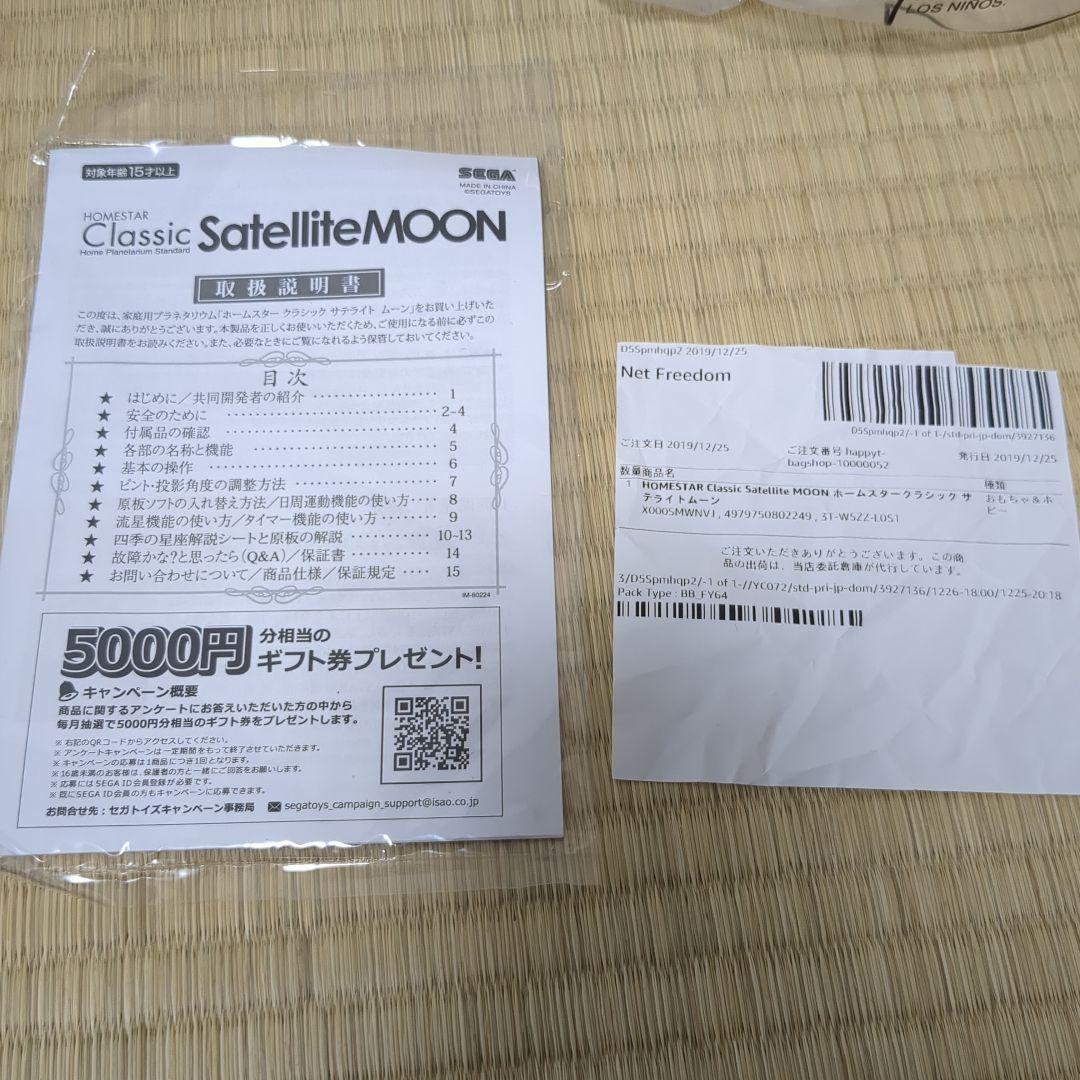 LOS NIÑOS.
対象年齢15才以上
SEGA
MADE IN CHINA
©SEGATOYS
HOMESTAR
Classic SatelliteMOON
Home Planetarium Standard
取扱説明書
この度は、家庭用プラネタリウム「ホームスター クラシック サテライト ムーン」をお買い上げいた
だき、誠にありがとうございます。本製品を正しくお使いいただくため、ご使用になる前に必ずこの
取扱説明書をお読みください。また、必要なときにご覧になれるよう保管しておいてください。
目次
★ はじめに／共同開発者の紹介 ‥‥‥‥‥‥‥ 1
★ 安全のために ‥‥‥‥‥‥‥‥‥‥‥ 2~4
★ 付属品の確認 ‥‥‥‥‥‥‥‥‥‥‥ 4
★ 各部の名称と機能 ‥‥‥‥‥‥‥‥‥‥ 5
★ 基本の操作 ‥‥‥‥‥‥‥‥‥‥‥‥ 6
★ ピント・投影角度の調整方法 ‥‥‥‥‥‥‥ 7
★ 原板ソフトの入れ替え方法／日周運動機能の使い方‥‥ 8
★ 流星機能の使い方／タイマー機能の使い方‥‥‥ 9
★ 四季の星座解説シートと原板の解説 ‥‥‥‥ 10~13
★ 故障かな?と思ったら(Q&A)／保証書‥‥‥‥ 14
★ お問い合わせについて／商品仕様／保証規定 ‥‥ 15
IM-80224
5000円分相当の
ギフト券プレゼント!
キャンペーン概要
商品に関するアンケートにお答えいただいた方の中から
毎月抽選で5000円分相当のギフト券をプレゼントします。
※ 右記のQRコードからアクセスしてください。
※ アンケートキャンペーンは一定期間をもって終了させていただきます。
※ キャンペーンの応募は1商品につき1回となります。
※ 16歳未満のお客様は、保護者の方と一緒にご回答をお願いします。
※ 応募にはSEGA ID会員登録が必要です。
※ 既にSEGA ID会員の方もキャンペーンに応募できます。
お問合せ先：セガトイズキャンペーン事務局 segatoys_campaign_support@isao.co.jp
D5Spmhqp2 2019/12/25
Net Freedom
D5Spmhqp2/-1 of 1-/std-pri-jp-dom/3927136
ご注文日 2019/12/25 ご注文番号 happyt-bagshop-10000052 発行日 2019/12/25
数量 商品名 種類
1 HOMESTAR Classic Satellite MOON ホームスタークラシック サ おもちゃ＆ホ
テライトムーン ビー
X000SMWNVJ , 4979750802249 , 3T-W5ZZ-L0S1
ご注文いただきありがとうございます。この商
品の出荷は、当店委託倉庫が代行しています。
3/D5Spmhqp2/-1 of 1-//YC072/std-pri-jp-dom/3927136/1226-18:00/1225-20:18
Pack Type : BB_FY64